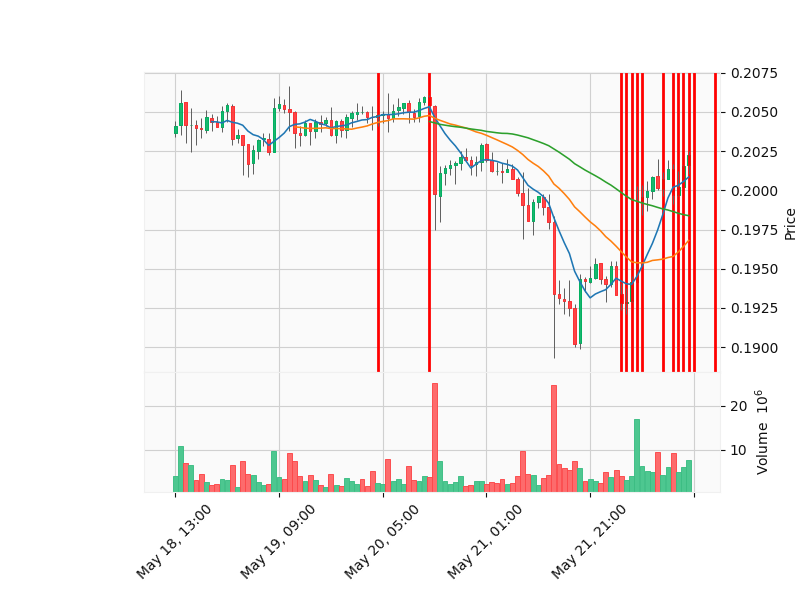 0.2075
0.2050
0.2025
0.2000
0.1975
0.1950
0.1925
0.1900
Price
20
10
Volume 10⁶
May 18, 13:00
May 19, 09:00
May 20, 05:00
May 21, 01:00
May 21, 21:00